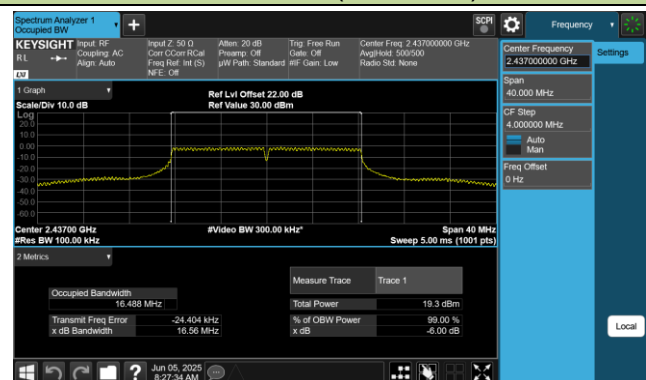 Spectrum Analyzer 1
Occupied BW
SCPI
Frequency
KEYSIGHT
R L
LXI
Input: RF
Coupling: AC
Align: Auto
Input Z: 50 Ω
Corr CCorr RCal
Freq Ref: Int (S)
NFE: Off
Atten: 20 dB
Preamp: Off
µW Path: Standard
Trig: Free Run
Gate: Off
#IF Gain: Low
Center Freq: 2.437000000 GHz
Avg|Hold: 500/500
Radio Std: None
Center Frequency
2.437000000 GHz
Settings
Span
40.000 MHz
CF Step
4.000000 MHz
Auto
Man
Freq Offset
0 Hz
Local
1 Graph
Scale/Div 10.0 dB
Ref Lvl Offset 22.00 dB
Ref Value 30.00 dBm
Log
20.0
10.0
0.0
-10.0
-20.0
-30.0
-40.0
-50.0
-60.0
Center 2.43700 GHz
#Video BW 300.00 kHz*
Span 40 MHz
#Res BW 100.00 kHz
Sweep 5.00 ms (1001 pts)
2 Metrics
Measure Trace Trace 1
Occupied Bandwidth
16.488 MHz
Total Power 19.3 dBm
Transmit Freq Error -24.404 kHz
% of OBW Power 99.00 %
x dB Bandwidth 16.56 MHz
x dB -6.00 dB
?
Jun 05, 2025
8:27:34 AM